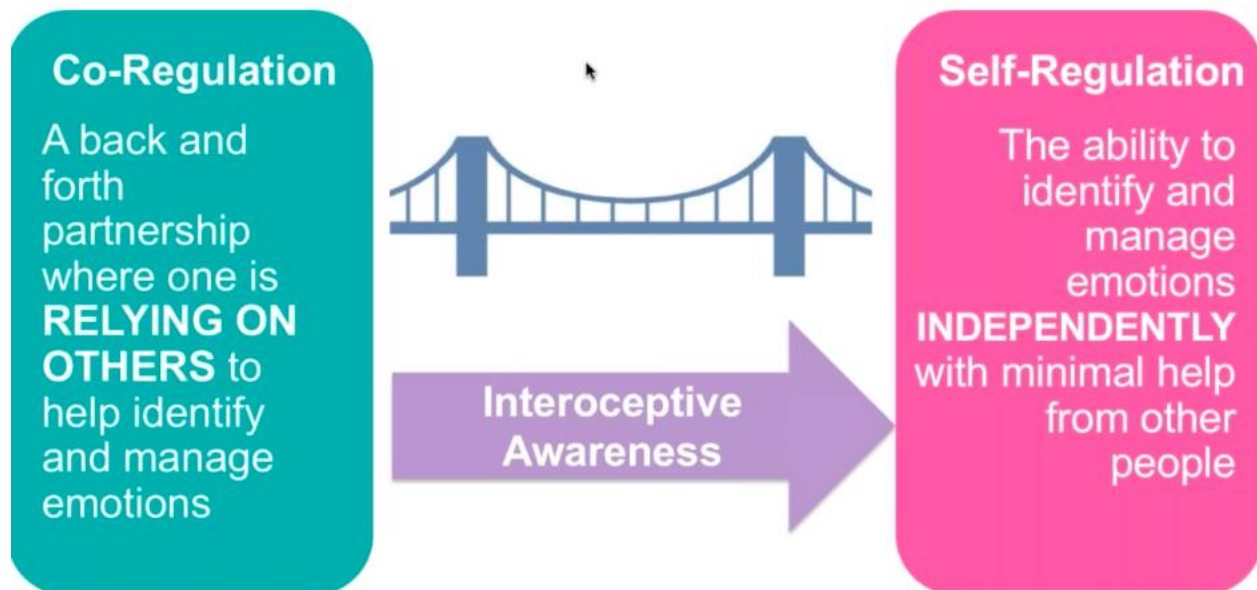 Co-Regulation
A back and
forth
partnership
where one is
RELYING ON
OTHERS to
help identify
and manage
emotions
Interoceptive
Awareness
Self-Regulation
The ability to
identify and
manage
emotions
INDEPENDENTLY
with minimal help
from other
people